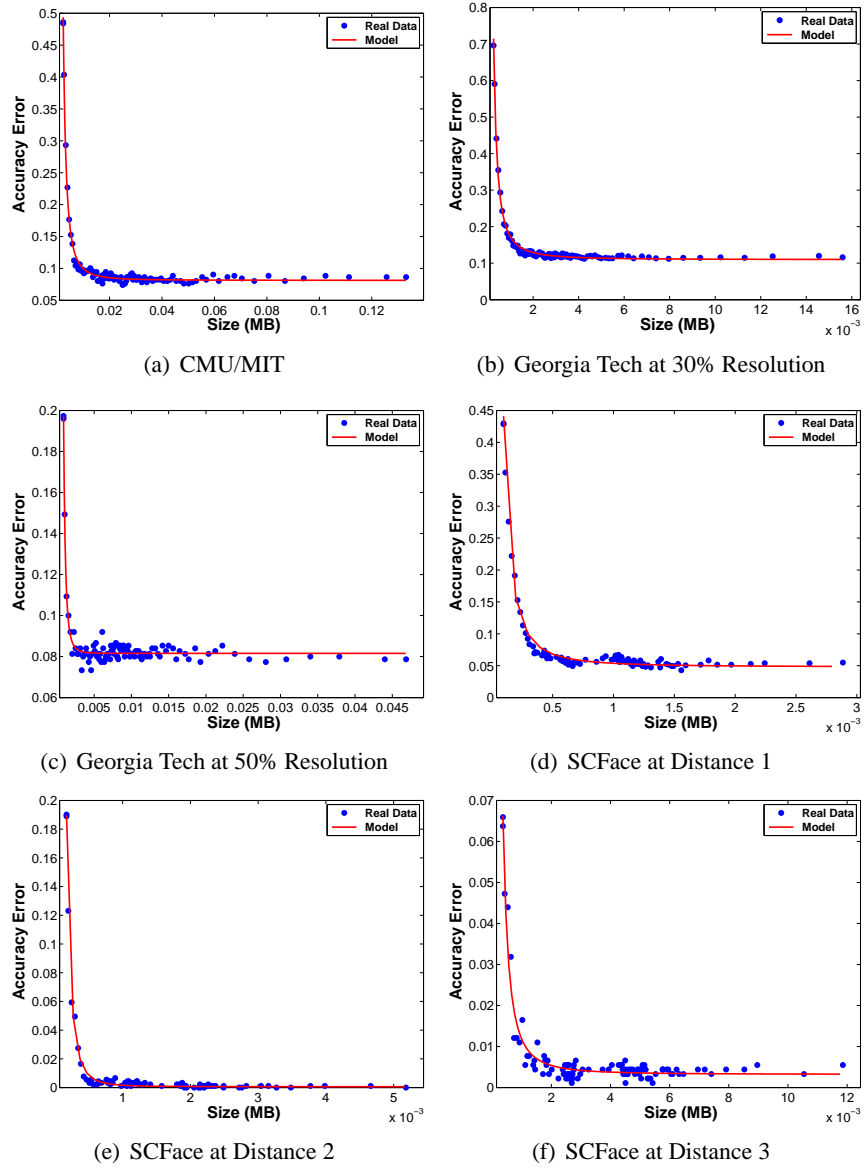 0.5
0.45
0.4
0.35
0.3
0.25
0.2
0.15
0.1
0.05
Accuracy Error
Real Data
Model
0.02 0.04 0.06 0.08 0.1 0.12
Size (MB)
(a) CMU/MIT
0.8
0.7
0.6
0.5
0.4
0.3
0.2
0.1
0
Accuracy Error
Real Data
Model
2 4 6 8 10 12 14 16
x 10⁻³
Size (MB)
(b) Georgia Tech at 30% Resolution
0.2
0.18
0.16
0.14
0.12
0.1
0.08
0.06
Accuracy Error
Real Data
Model
0.005 0.01 0.015 0.02 0.025 0.03 0.035 0.04 0.045
Size (MB)
(c) Georgia Tech at 50% Resolution
0.45
0.4
0.35
0.3
0.25
0.2
0.15
0.1
0.05
0
Accuracy Error
Real Data
Model
0.5 1 1.5 2 2.5 3
x 10⁻³
Size (MB)
(d) SCFace at Distance 1
0.2
0.18
0.16
0.14
0.12
0.1
0.08
0.06
0.04
0.02
0
Accuracy Error
Real Data
Model
1 2 3 4 5
x 10⁻³
Size (MB)
(e) SCFace at Distance 2
0.07
0.06
0.05
0.04
0.03
0.02
0.01
0
Accuracy Error
Real Data
Model
2 4 6 8 10 12
x 10⁻³
Size (MB)
(f) SCFace at Distance 3